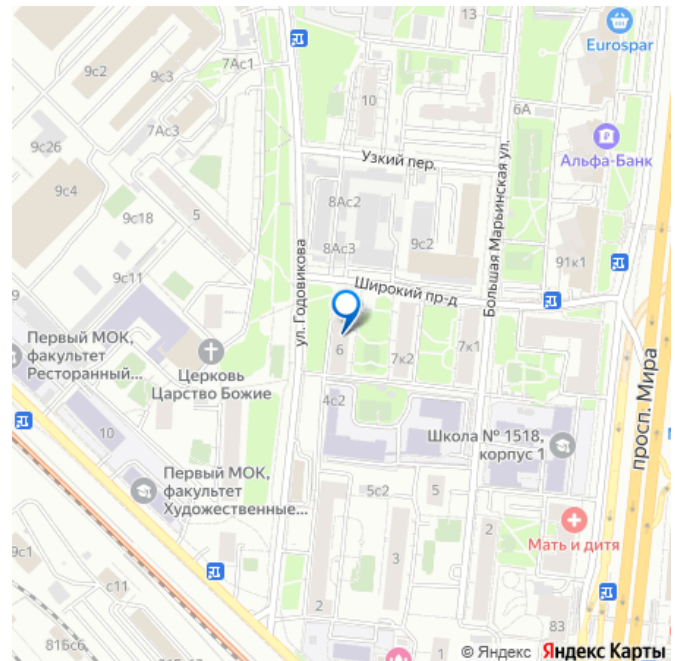 13
Eurospar
7Ас1
9с2
9с3
10
6А
7Ас3
Альфа-Банк
9с26
Узкий пер.
9с4
8Ас2
5
9с18
Большая Марьинская ул.
8Ас3
9с2
91к1
9с11
ул. Годовикова
Широкий пр-д
9
Первый МОК,
факультет
Ресторанный...
6
7к2
7к1
Церковь
Царство Божие
просп. Мира
4с2
10
Школа № 1518,
корпус 1
Первый МОК,
факультет
Художественные...
5с2
5
2
Мать и дитя
9с1
3
с11
2
81Бс6
1
83
© Яндекс Яндекс Карты